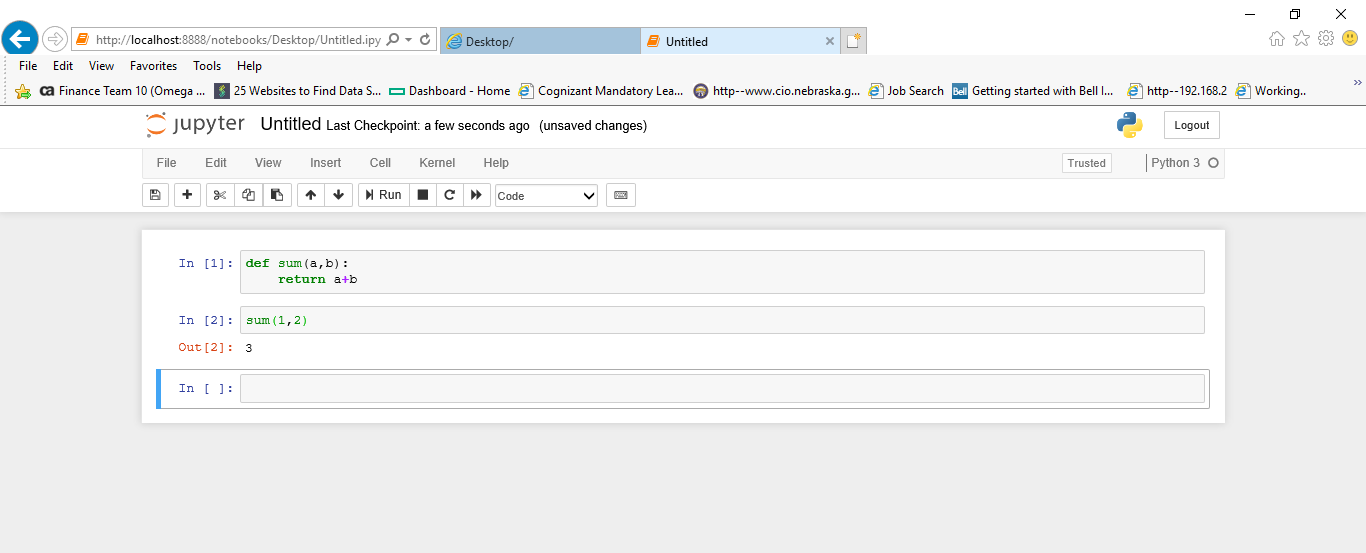 http://localhost:8888/notebooks/Desktop/Untitled.ipy Desktop/ Untitled
File Edit View Favorites Tools Help
Finance Team 10 (Omega ... 25 Websites to Find Data S... Dashboard - Home Cognizant Mandatory Lea... http--www.cio.nebraska.g... Job Search Bell Getting started with Bell I... http--192.168.2 Working..
jupyter Untitled Last Checkpoint: a few seconds ago (unsaved changes) Logout
File Edit View Insert Cell Kernel Help Trusted Python 3
Run Code
In [1]: def sum(a,b):
return a+b
In [2]: sum(1,2)
Out[2]: 3
In [ ]: